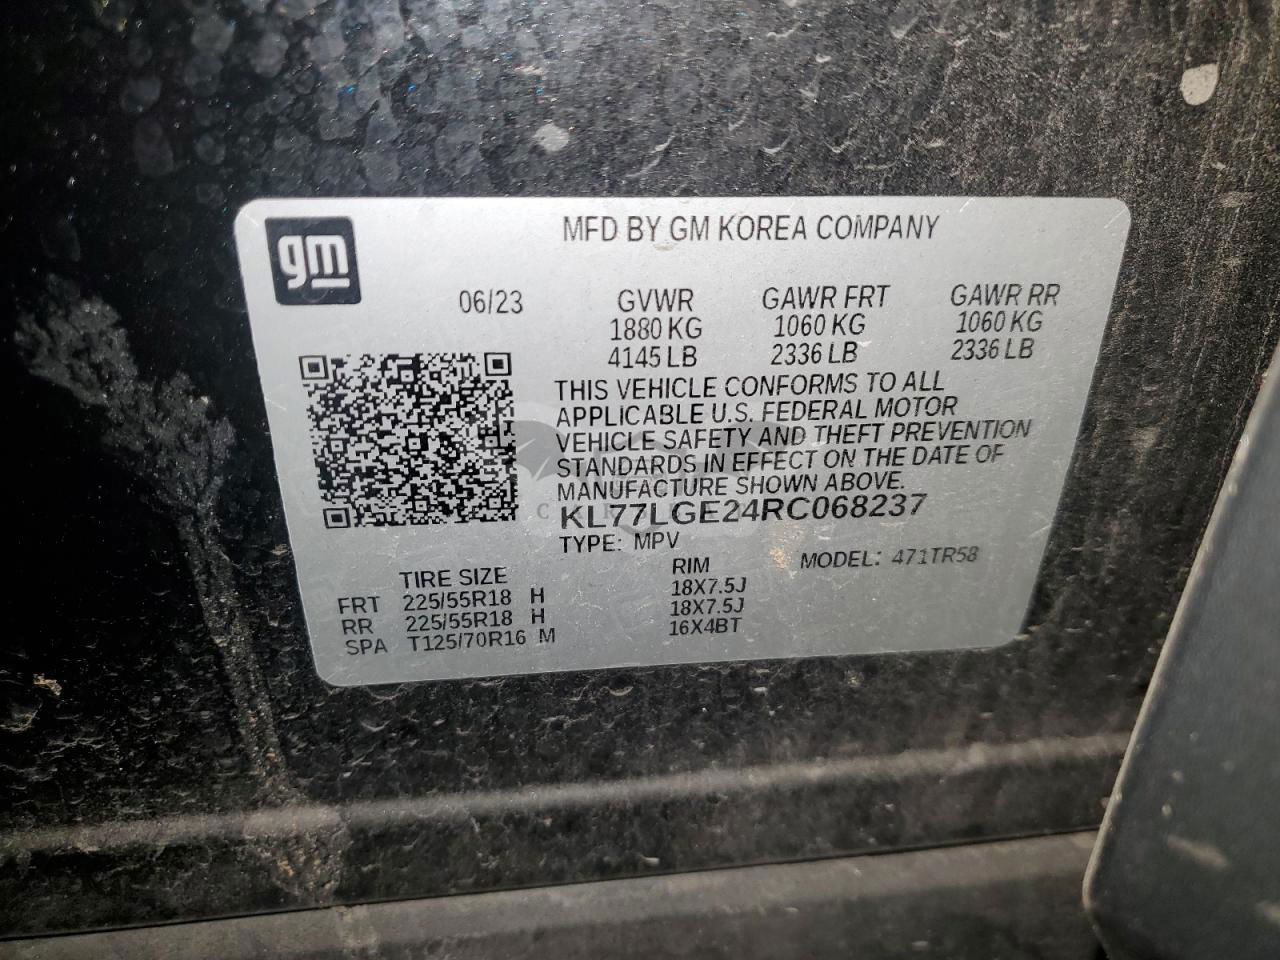 gm
MFD BY GM KOREA COMPANY
06/23 GVWR GAWR FRT GAWR RR
1880 KG 1060 KG 1060 KG
4145 LB 2336 LB 2336 LB
THIS VEHICLE CONFORMS TO ALL
APPLICABLE U.S. FEDERAL MOTOR
VEHICLE SAFETY AND THEFT PREVENTION
STANDARDS IN EFFECT ON THE DATE OF
MANUFACTURE SHOWN ABOVE.
KL77LGE24RC068237
TYPE: MPV MODEL: 471TR58
TIRE SIZE RIM
FRT 225/55R18 H 18X7.5J
RR 225/55R18 H 18X7.5J
SPA T125/70R16 M 16X4BT